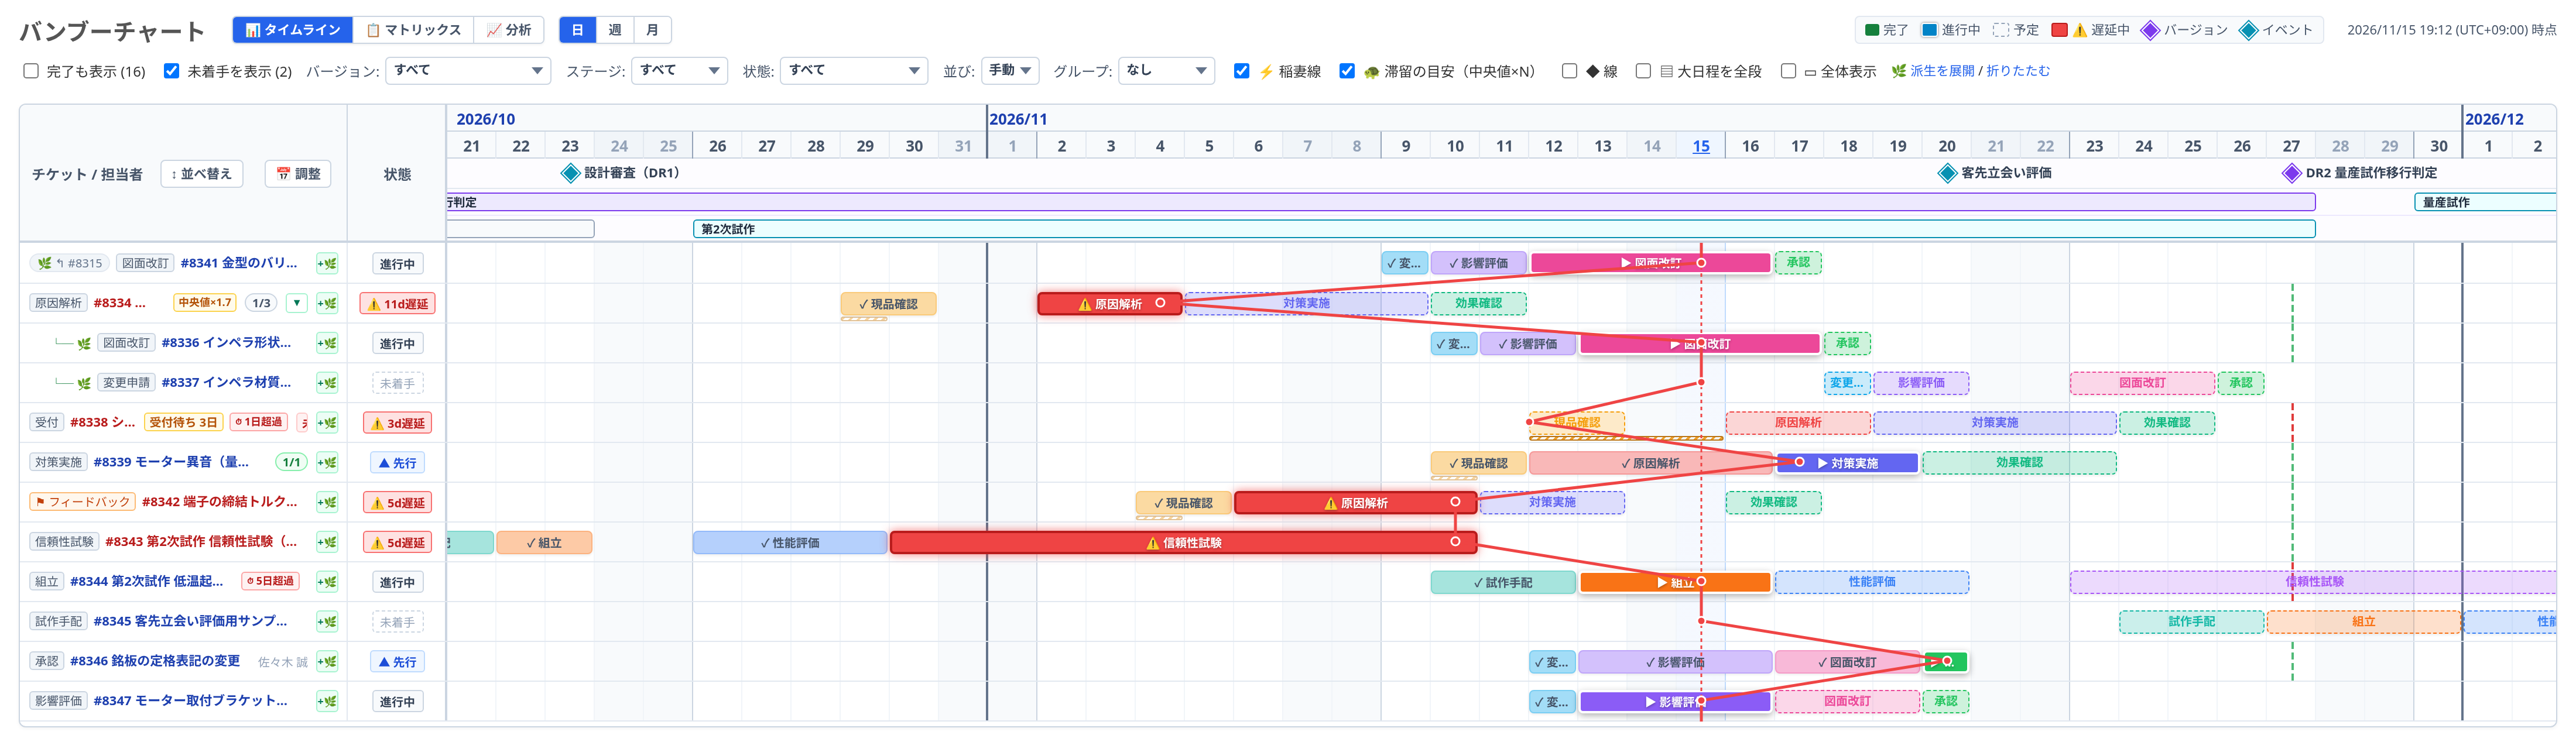 バンブーチャート 📊 タイムライン 📋 マトリックス 📈 分析 日 週 月 完了 進行中 予定 ⚠ 遅延中 バージョン イベント 2026/11/15 19:12 (UTC+09:00) 時点
完了も表示 (16) 未着手を表示 (2) バージョン: すべて ステージ: すべて 状態: すべて 並び: 手動 グループ: なし ⚡ 稲妻線 🐢 滞留の目安（中央値×N） ◆ 線 ▤ 大日程を全段 ▭ 全体表示 🌿 派生を展開 / 折りたたむ
2026/10 2026/11 2026/12
21 22 23 24 25 26 27 28 29 30 31 1 2 3 4 5 6 7 8 9 10 11 12 13 14 15 16 17 18 19 20 21 22 23 24 25 26 27 28 29 30 1 2
チケット / 担当者 ↕ 並べ替え 📅 調整 状態
設計審査（DR1） 客先立会い評価 DR2 量産試作移行判定
行判定 量産試作
第2次試作
🌿 ↰ #8315 図面改訂 #8341 金型のバリ... +🌿 進行中 ✓ 変... ✓ 影響評価 ▶ 図面改訂 承認
原因解析 #8334 ... 中央値×1.7 1/3 ▼ +🌿 ⚠ 11d遅延 ✓ 現品確認 ⚠ 原因解析 対策実施 効果確認
🌿 図面改訂 #8336 インペラ形状... +🌿 進行中 ✓ 変... ✓ 影響評価 ▶ 図面改訂 承認
🌿 変更申請 #8337 インペラ材質... +🌿 未着手 変更... 影響評価 図面改訂 承認
受付 #8338 シ... 受付待ち 3日 ⏱ 1日超過 +🌿 ⚠ 3d遅延 現品確認 原因解析 対策実施 効果確認
対策実施 #8339 モーター異音（量... 1/1 +🌿 ▲ 先行 ✓ 現品確認 ✓ 原因解析 ▶ 対策実施 効果確認
⚑ フィードバック #8342 端子の締結トルク... +🌿 ⚠ 5d遅延 ✓ 現品確認 ⚠ 原因解析 対策実施 効果確認
信頼性試験 #8343 第2次試作 信頼性試験（... +🌿 ⚠ 5d遅延 ✓ 組立 ✓ 性能評価 ⚠ 信頼性試験
組立 #8344 第2次試作 低温起... ⏱ 5日超過 +🌿 進行中 ✓ 試作手配 ▶ 組立 性能評価 信頼性試験
試作手配 #8345 客先立会い評価用サンプ... +🌿 未着手 試作手配 組立 性能
承認 #8346 銘板の定格表記の変更 佐々木 誠 +🌿 ▲ 先行 ✓ 変... ✓ 影響評価 ✓ 図面改訂
影響評価 #8347 モーター取付ブラケット... +🌿 進行中 ✓ 変... ▶ 影響評価 図面改訂 承認